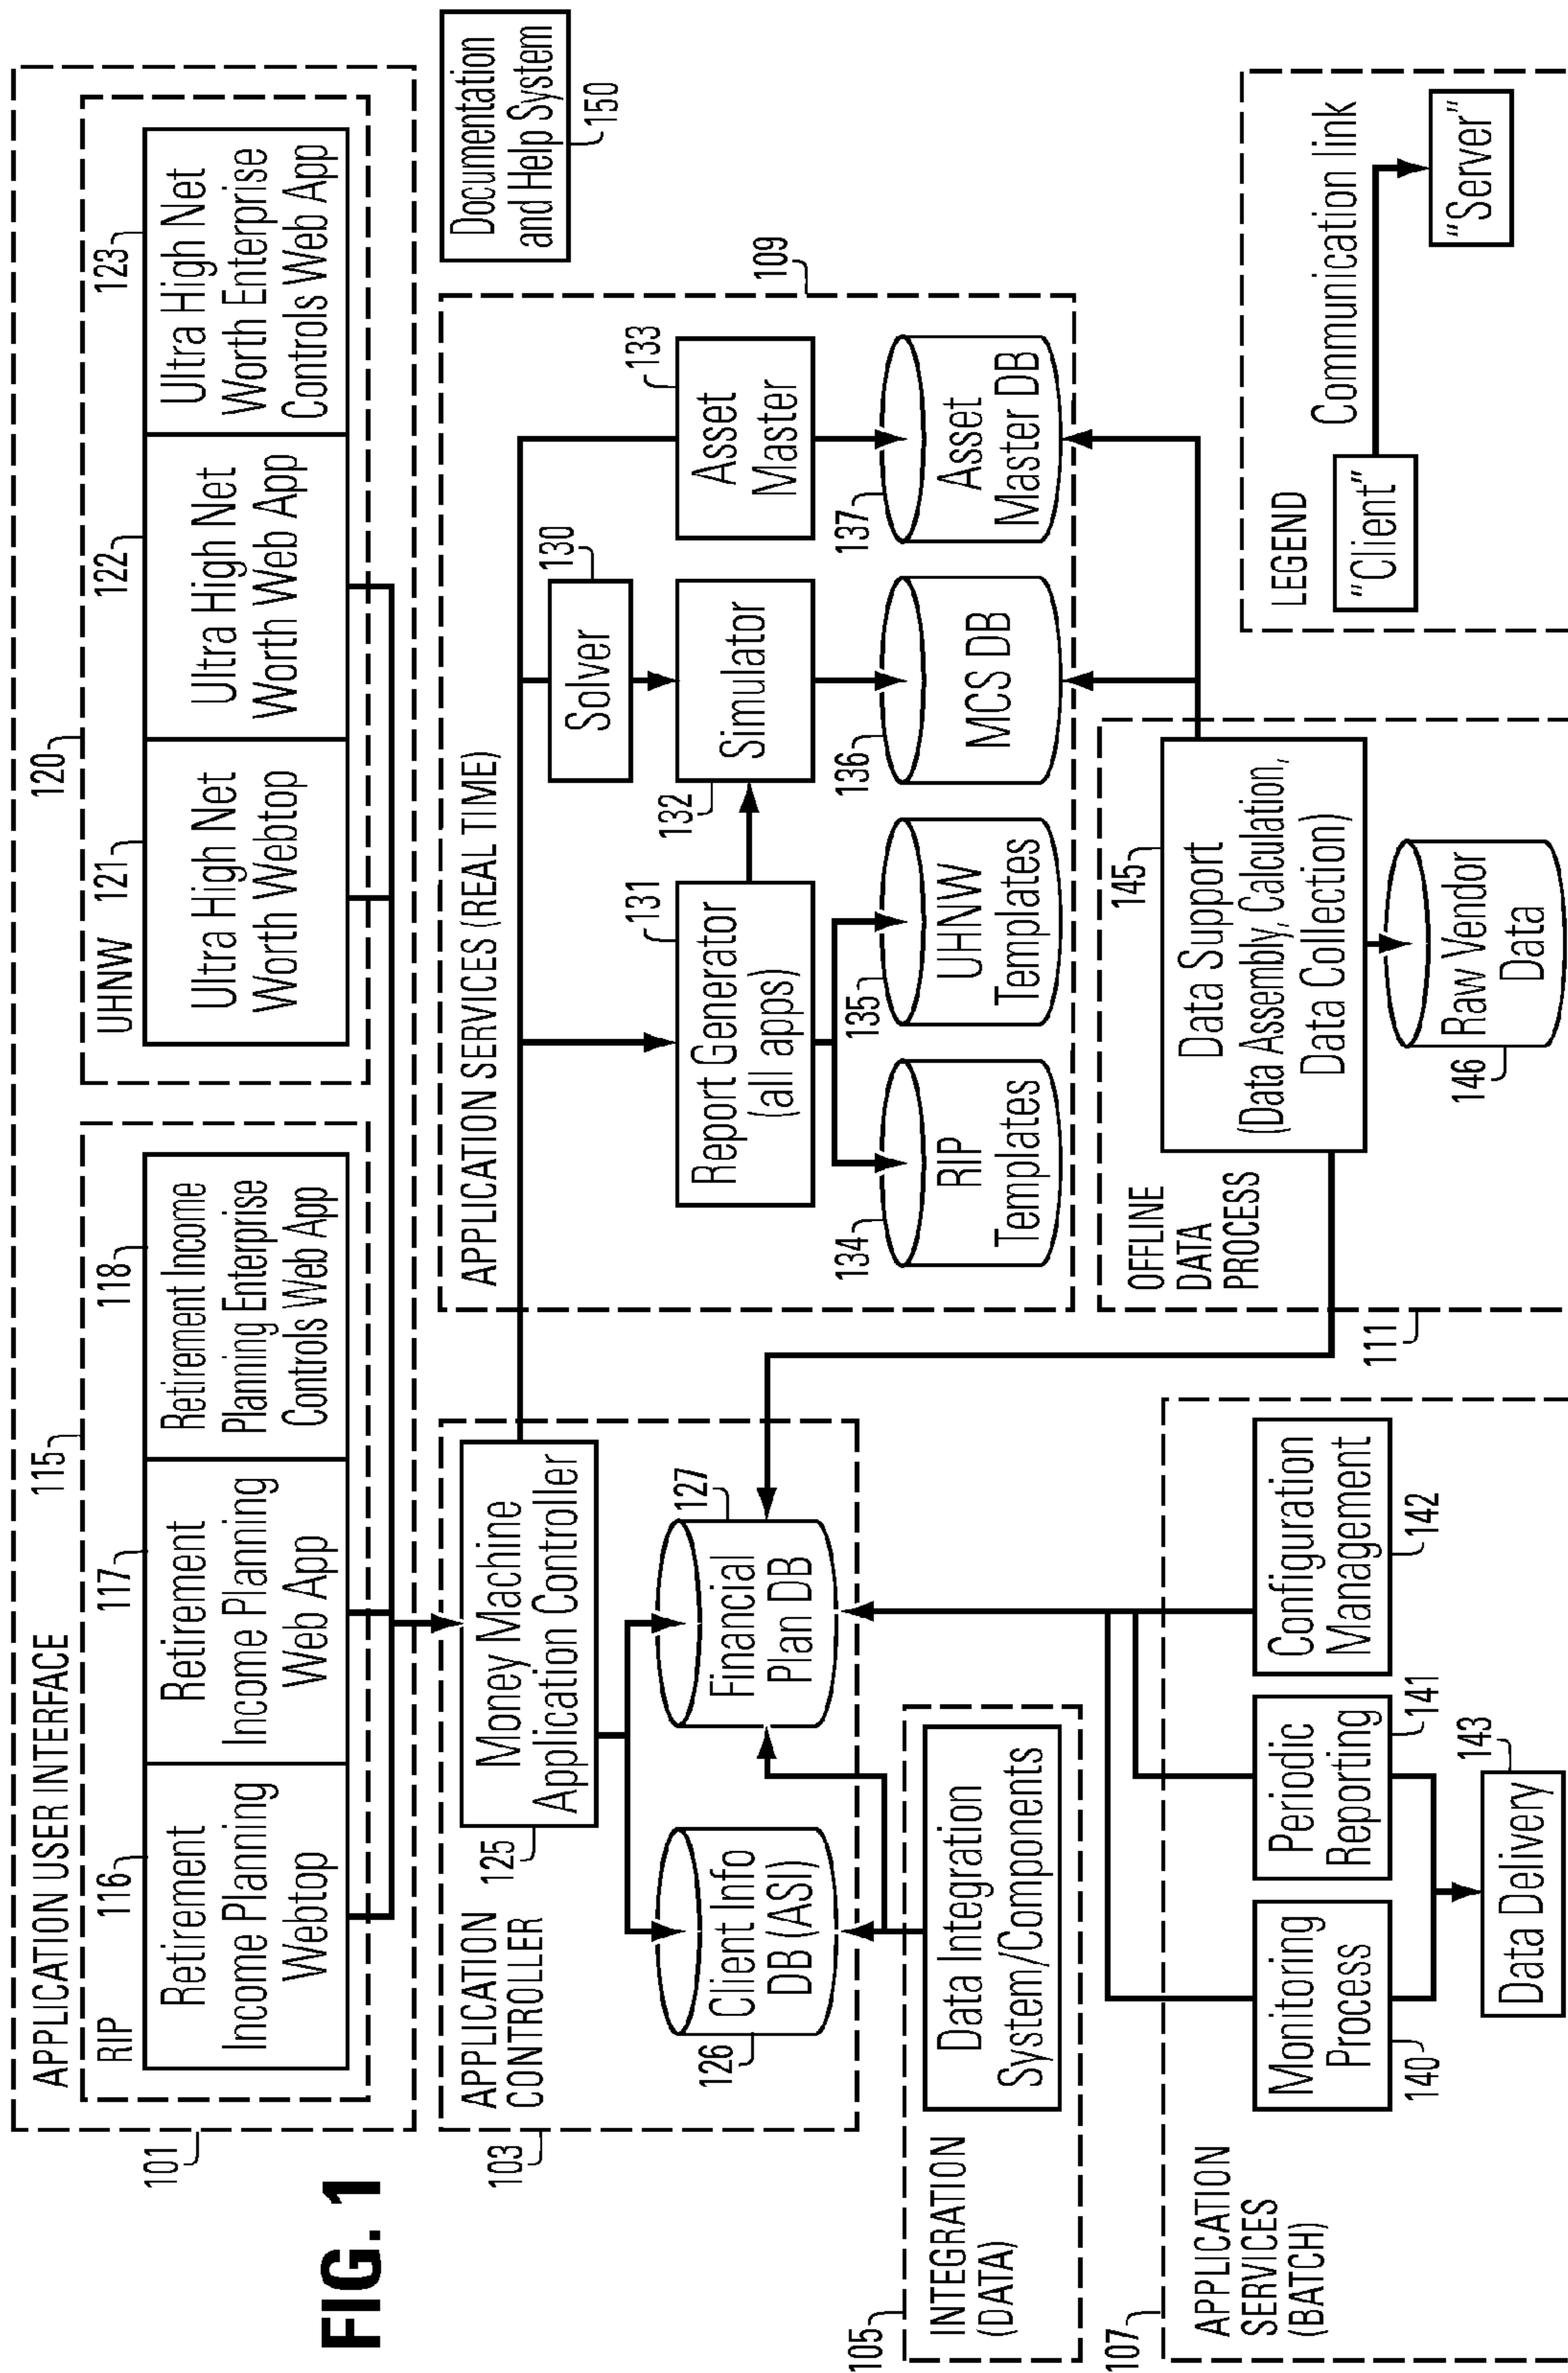 FIG. 1
101
APPLICATION USER INTERFACE
115
RIP
116
Retirement
Income Planning
Webtop
117
Retirement
Income Planning
Web App
118
Retirement Income
Planning Enterprise
Controls Web App
120
UHNW
121
Ultra High Net
Worth Webtop
122
Ultra High Net
Worth Web App
123
Ultra High Net
Worth Enterprise
Controls Web App
103
APPLICATION
CONTROLLER
125
Money Machine
Application Controller
126
Client Info
DB (ASI)
127
Financial
Plan DB
APPLICATION SERVICES (REAL TIME)
109
130
Solver
131
Report Generator
(all apps)
132
Simulator
133
Asset
Master
134
RIP
Templates
135
UHNW
Templates
136
MCS DB
137
Asset
Master DB
Documentation
and Help System
150
105
INTEGRATION
(DATA)
Data Integration
System/Components
107
APPLICATION
SERVICES
(BATCH)
Monitoring
Process
140
Periodic
Reporting
141
Configuration
Management
142
143
Data Delivery
111
OFFLINE
DATA
PROCESS
145
Data Support
(Data Assembly, Calculation,
Data Collection)
146
Raw Vendor
Data
LEGEND
Communication link
"Client"
"Server"